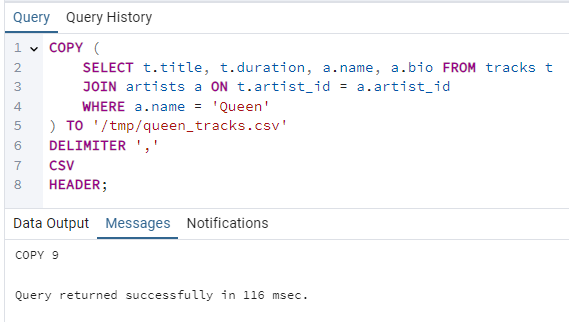 Query Query History
1 COPY (
2 SELECT t.title, t.duration, a.name, a.bio FROM tracks t
3 JOIN artists a ON t.artist_id = a.artist_id
4 WHERE a.name = 'Queen'
5 ) TO '/tmp/queen_tracks.csv'
6 DELIMITER ','
7 CSV
8 HEADER;
Data Output Messages Notifications
COPY 9
Query returned successfully in 116 msec.